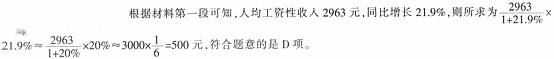 根据材料第一段可知,人均工资性收入 2963 元,同比增长 21.9%,则所求为 2963/(1+21.9%) ×
21.9%≈ 2963/(1+20%) ×20%≈3000× 1/6 =500 元,符合题意的是 D 项。